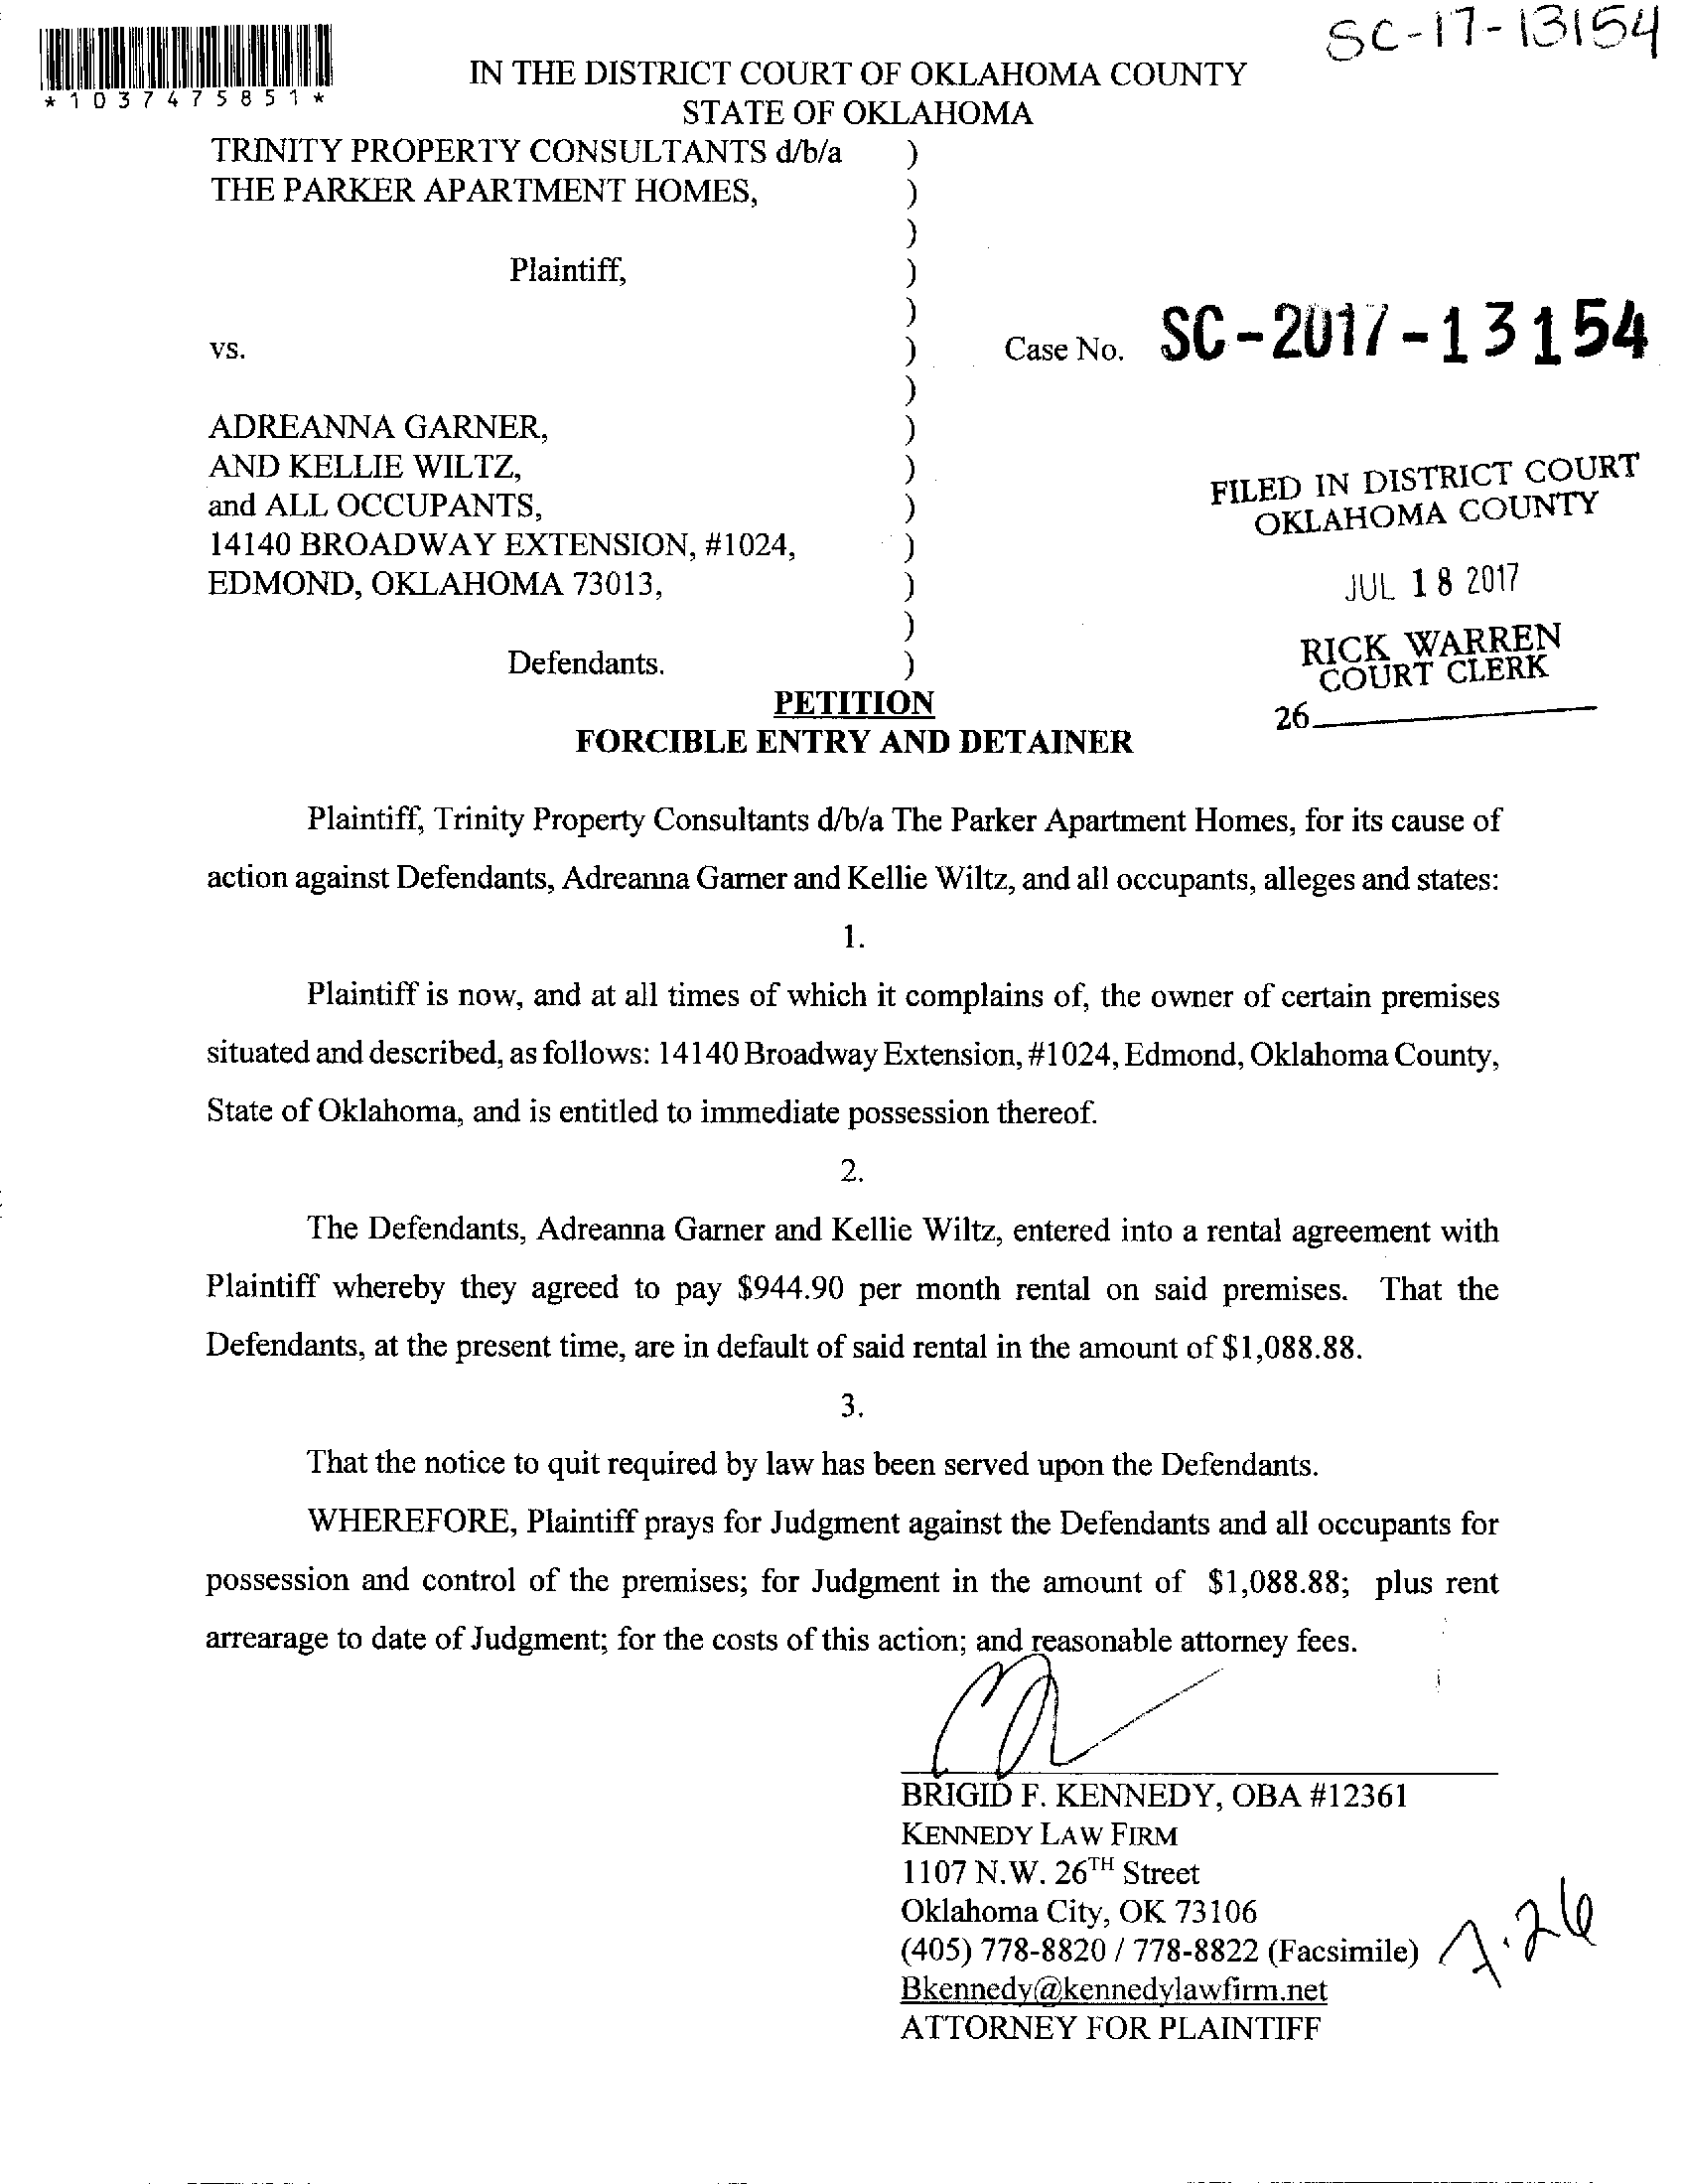 SC-17-13154
*1037475851*
IN THE DISTRICT COURT OF OKLAHOMA COUNTY
STATE OF OKLAHOMA
TRINITY PROPERTY CONSULTANTS d/b/a )
THE PARKER APARTMENT HOMES, )
)
Plaintiff, )
)
vs. ) Case No. SC-2017-13154
)
ADREANNA GARNER, )
AND KELLIE WILTZ, )
and ALL OCCUPANTS, )
14140 BROADWAY EXTENSION, #1024, )
EDMOND, OKLAHOMA 73013, )
)
Defendants. )
FILED IN DISTRICT COURT
OKLAHOMA COUNTY
JUL 18 2017
RICK WARREN
COURT CLERK
26
PETITION
FORCIBLE ENTRY AND DETAINER
Plaintiff, Trinity Property Consultants d/b/a The Parker Apartment Homes, for its cause of
action against Defendants, Adreanna Garner and Kellie Wiltz, and all occupants, alleges and states:
1.
Plaintiff is now, and at all times of which it complains of, the owner of certain premises
situated and described, as follows: 14140 Broadway Extension, #1024, Edmond, Oklahoma County,
State of Oklahoma, and is entitled to immediate possession thereof.
2.
The Defendants, Adreanna Garner and Kellie Wiltz, entered into a rental agreement with
Plaintiff whereby they agreed to pay $944.90 per month rental on said premises. That the
Defendants, at the present time, are in default of said rental in the amount of $1,088.88.
3.
That the notice to quit required by law has been served upon the Defendants.
WHEREFORE, Plaintiff prays for Judgment against the Defendants and all occupants for
possession and control of the premises; for Judgment in the amount of $1,088.88; plus rent
arrearage to date of Judgment; for the costs of this action; and reasonable attorney fees.
BRIGID F. KENNEDY, OBA #12361
KENNEDY LAW FIRM
1107 N.W. 26TH Street
Oklahoma City, OK 73106
(405) 778-8820 / 778-8822 (Facsimile)
Bkennedy@kennedylawfirm.net
ATTORNEY FOR PLAINTIFF
7.26